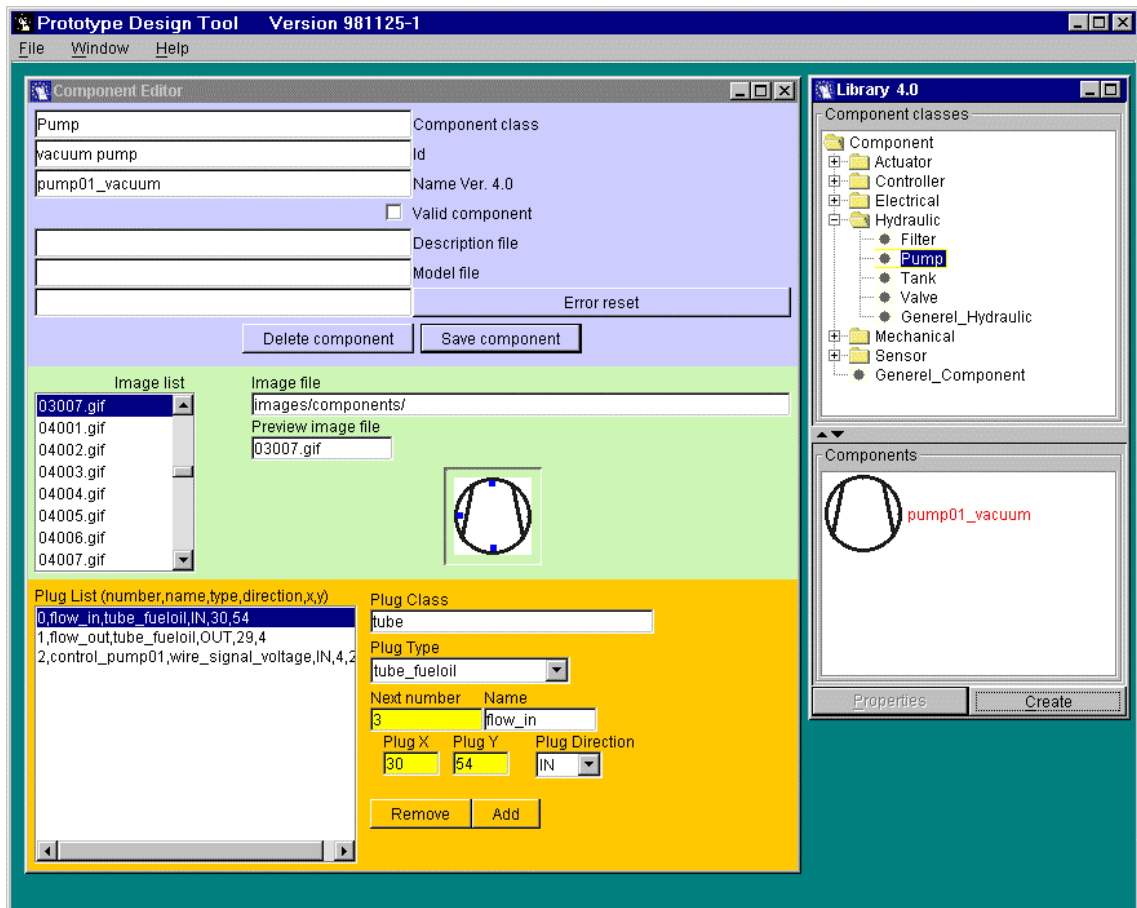 Prototype Design Tool Version 981125-1
File Window Help
Component Editor
Pump Component class
vacuum pump Id
pump01_vacuum Name Ver. 4.0
Valid component
Description file
Model file
Error reset
Delete component Save component
Image list
03007.gif
04001.gif
04002.gif
04003.gif
04004.gif
04005.gif
04006.gif
04007.gif
Image file
images/components/
Preview image file
03007.gif
Plug List (number,name,type,direction,x,y)
0,flow_in,tube_fueloil,IN,30,54
1,flow_out,tube_fueloil,OUT,29,4
2,control_pump01,wire_signal_voltage,IN,4,2
Plug Class
tube
Plug Type
tube_fueloil
Next number Name
3 flow_in
Plug X Plug Y Plug Direction
30 54 IN
Remove Add
Library 4.0
Component classes
Component
Actuator
Controller
Electrical
Hydraulic
Filter
Pump
Tank
Valve
Generel_Hydraulic
Mechanical
Sensor
Generel_Component
Components
pump01_vacuum
Properties Create